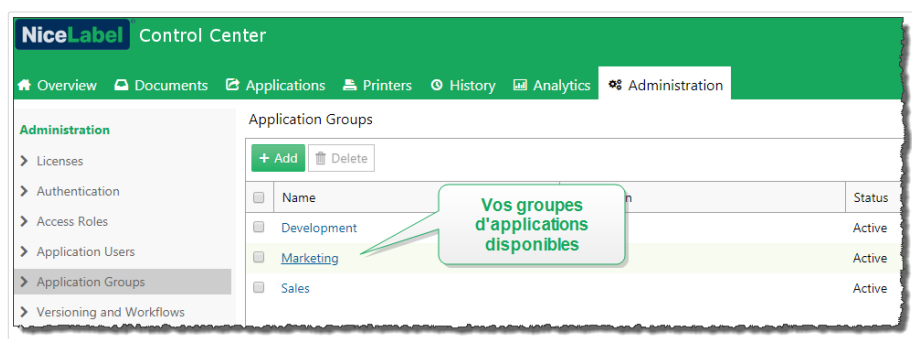 NiceLabel Control Center
Overview Documents Applications Printers History Analytics Administration
Administration
Licenses
Authentication
Access Roles
Application Users
Application Groups
Versioning and Workflows
Application Groups
+ Add Delete
Name Status
Development Active
Marketing Active
Sales Active
Vos groupes
d'applications
disponibles